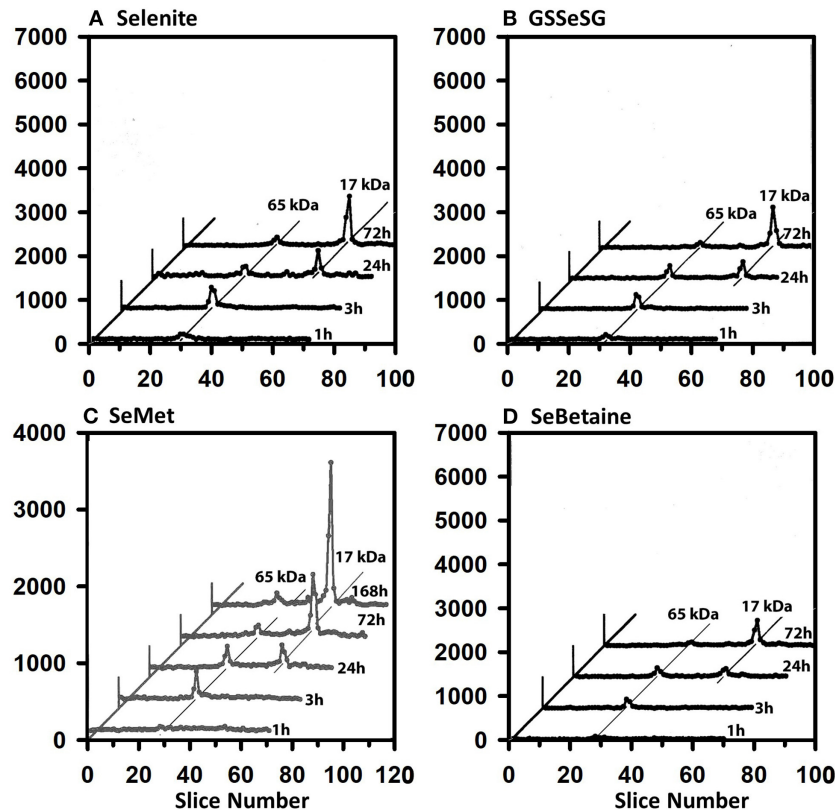 A Selenite
7000
6000
5000
4000
3000
2000
1000
0
65 kDa
17 kDa
72h
24h
3h
1h
0 20 40 60 80 100
B GSSeSG
7000
6000
5000
4000
3000
2000
1000
0
65 kDa
17 kDa
72h
24h
3h
1h
0 20 40 60 80 100
C SeMet
4000
3000
2000
1000
0
65 kDa
17 kDa
168h
72h
24h
3h
1h
0 20 40 60 80 100 120
Slice Number
D SeBetaine
7000
6000
5000
4000
3000
2000
1000
0
65 kDa
17 kDa
72h
24h
3h
1h
0 20 40 60 80 100
Slice Number